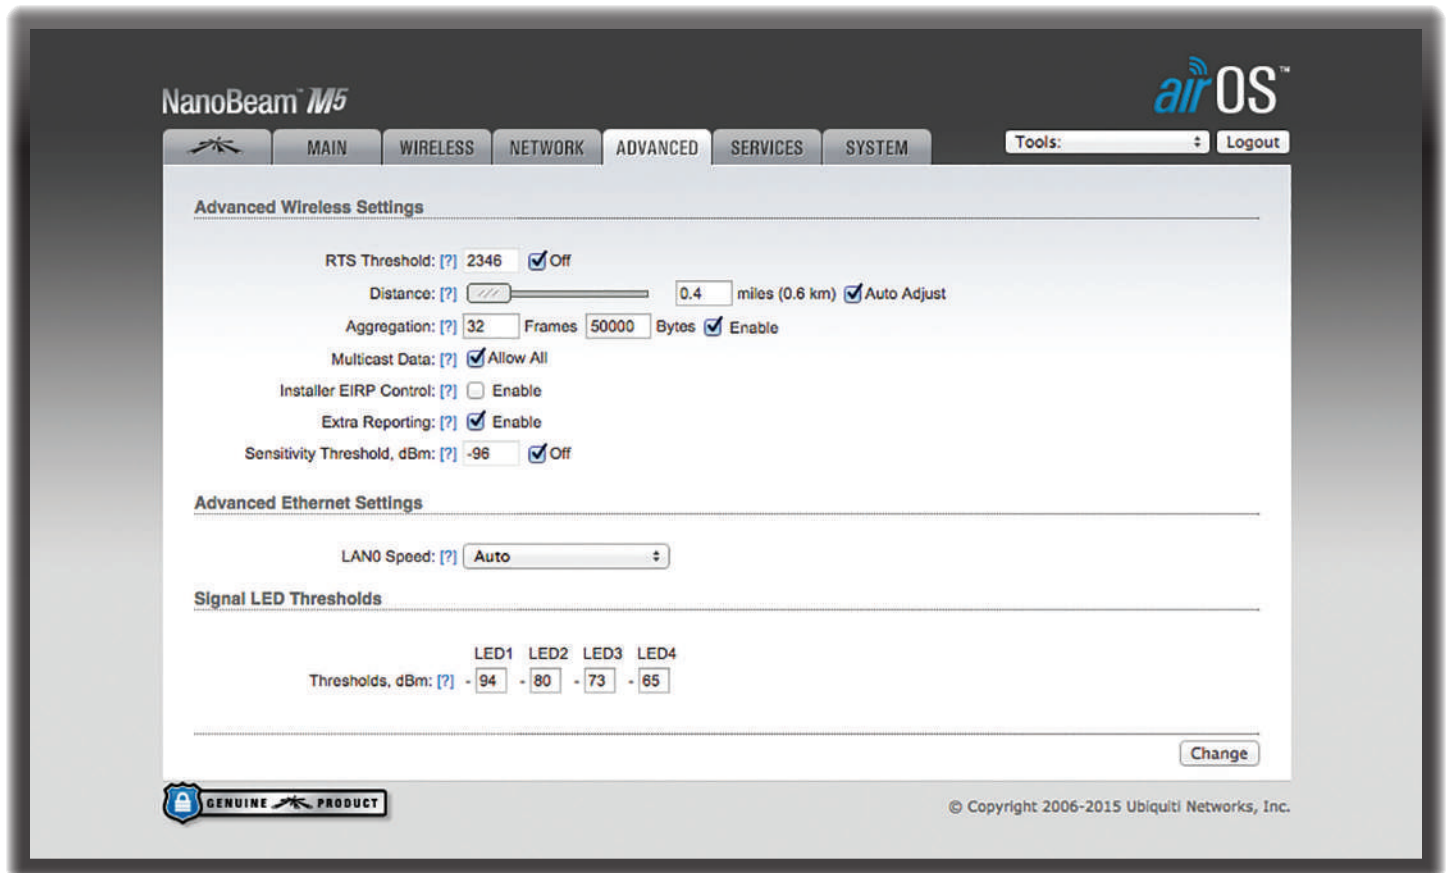 NanoBeam™ M5
airOS™
MAIN WIRELESS NETWORK ADVANCED SERVICES SYSTEM Tools: Logout
Advanced Wireless Settings
RTS Threshold: [?] 2346 Off
Distance: [?] 0.4 miles (0.6 km) Auto Adjust
Aggregation: [?] 32 Frames 50000 Bytes Enable
Multicast Data: [?] Allow All
Installer EIRP Control: [?] Enable
Extra Reporting: [?] Enable
Sensitivity Threshold, dBm: [?] -96 Off
Advanced Ethernet Settings
LAN0 Speed: [?] Auto
Signal LED Thresholds
LED1 LED2 LED3 LED4
Thresholds, dBm: [?] - 94 - 80 - 73 - 65
Change
GENUINE PRODUCT
© Copyright 2006-2015 Ubiquiti Networks, Inc.